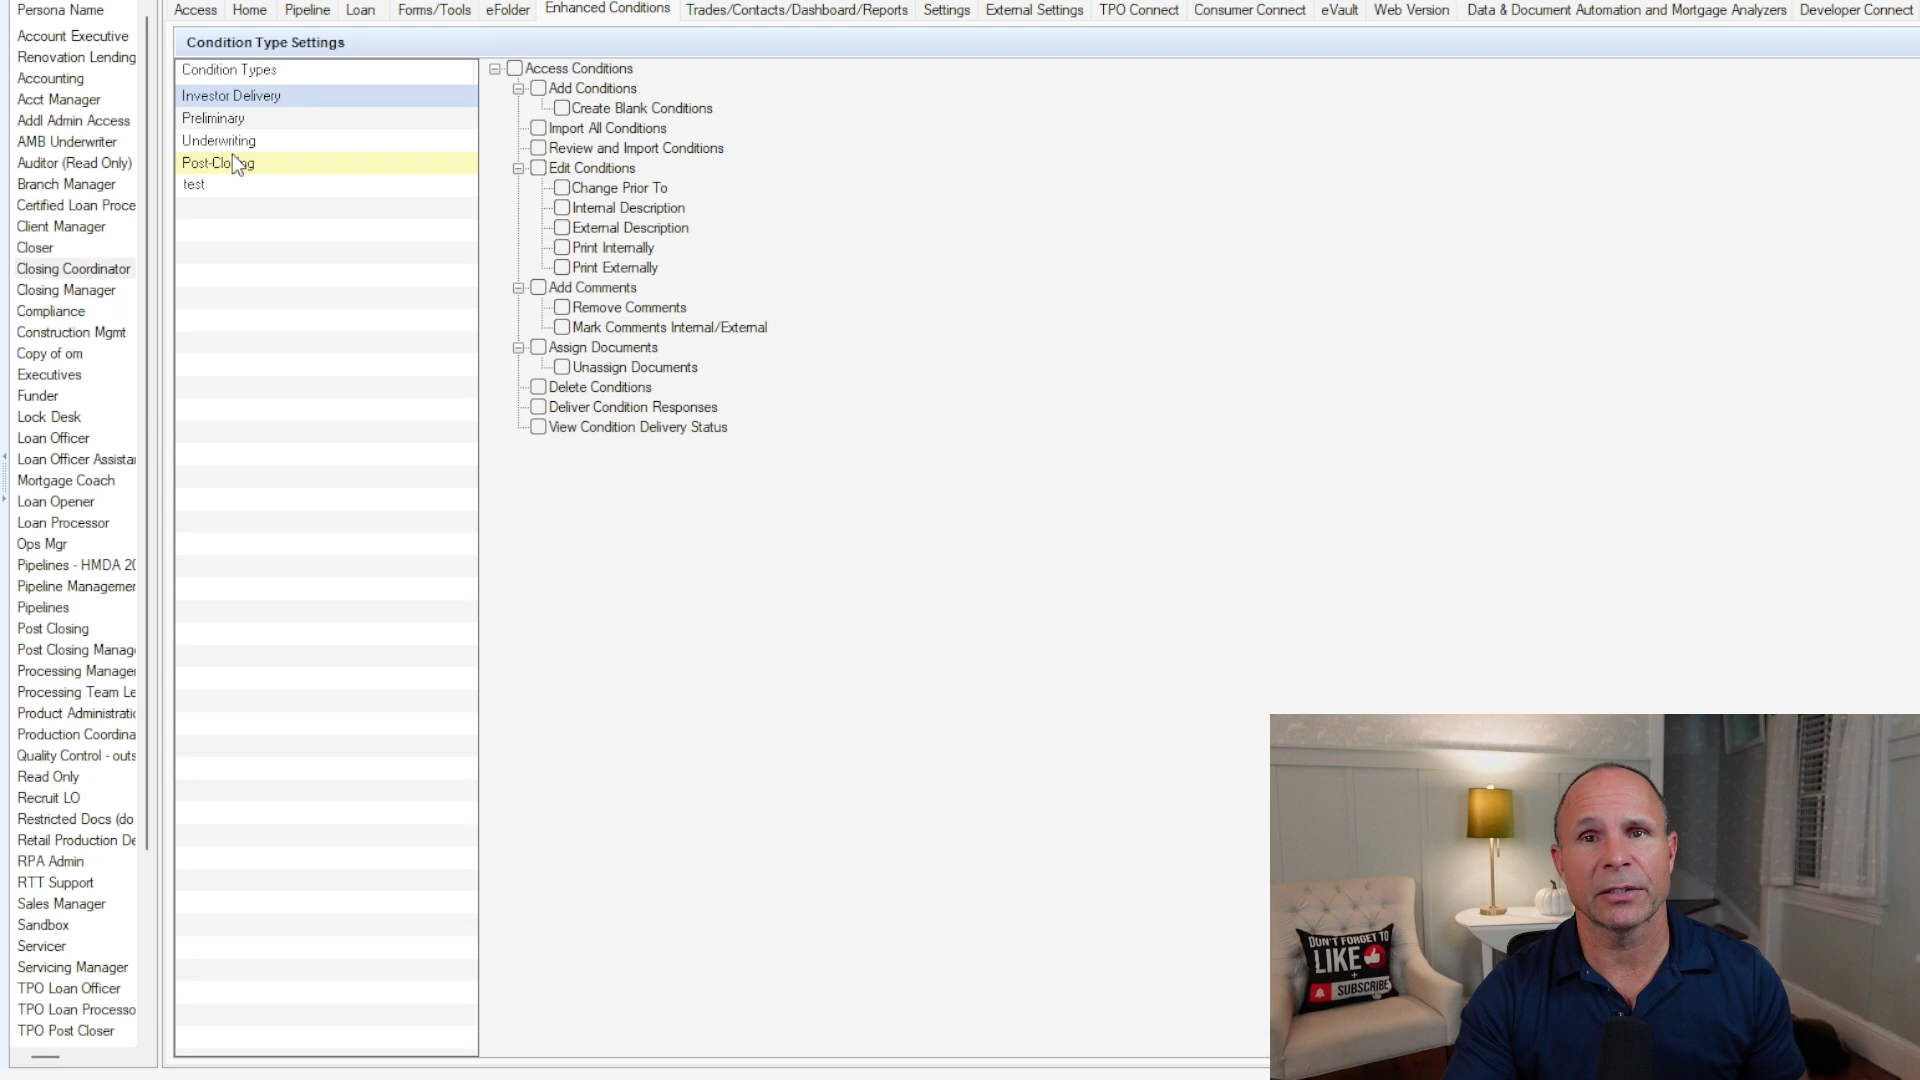 Persona Name
Account Executive
Renovation Lending
Accounting
Acct Manager
Addl Admin Access
AMB Underwriter
Auditor (Read Only)
Branch Manager
Certified Loan Proce
Client Manager
Closer
Closing Coordinator
Closing Manager
Compliance
Construction Mgmt
Copy of om
Executives
Funder
Lock Desk
Loan Officer
Loan Officer Assista
Mortgage Coach
Loan Opener
Loan Processor
Ops Mgr
Pipelines - HMDA 20
Pipeline Managemen
Pipelines
Post Closing
Post Closing Manag
Processing Manager
Processing Team Le
Product Administrati
Production Coordina
Quality Control - outs
Read Only
Recruit LO
Restricted Docs (do
Retail Production De
RPA Admin
RTT Support
Sales Manager
Sandbox
Servicer
Servicing Manager
TPO Loan Officer
TPO Loan Processo
TPO Post Closer
Access Home Pipeline Loan Forms/Tools eFolder Enhanced Conditions Trades/Contacts/Dashboard/Reports Settings External Settings TPO Connect Consumer Connect eVault Web Version Data & Document Automation and Mortgage Analyzers Developer Connect
Condition Type Settings
Condition Types
Investor Delivery
Preliminary
Underwriting
Post-Closing
test
Access Conditions
Add Conditions
Create Blank Conditions
Import All Conditions
Review and Import Conditions
Edit Conditions
Change Prior To
Internal Description
External Description
Print Internally
Print Externally
Add Comments
Remove Comments
Mark Comments Internal/External
Assign Documents
Unassign Documents
Delete Conditions
Deliver Condition Responses
View Condition Delivery Status
DON'T FORGET TO
LIKE
+
SUBSCRIBE